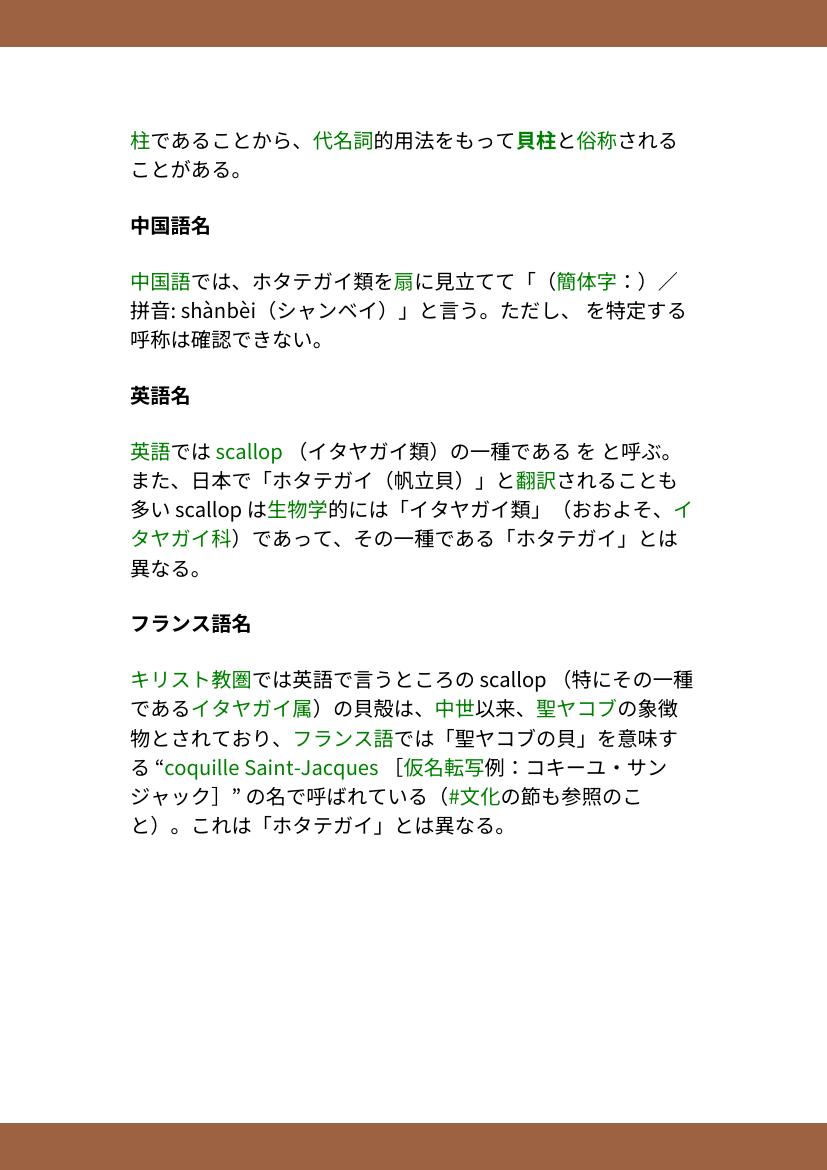 柱であることから、代名詞的用法をもって貝柱と俗称される
ことがある。
中国語名
中国語では、ホタテガイ類を扇に見立てて「（簡体字：）／
拼音: shànbèi（シャンベイ）」と言う。ただし、 を特定する
呼称は確認できない。
英語名
英語では scallop （イタヤガイ類）の一種である を と呼ぶ。
また、日本で「ホタテガイ（帆立貝）」と翻訳されることも
多い scallop は生物学的には「イタヤガイ類」（おおよそ、イ
タヤガイ科）であって、その一種である「ホタテガイ」とは
異なる。
フランス語名
キリスト教圏では英語で言うところの scallop （特にその一種
であるイタヤガイ属）の貝殻は、中世以来、聖ヤコブの象徴
物とされており、フランス語では「聖ヤコブの貝」を意味す
る “coquille Saint-Jacques ［仮名転写例：コキーユ・サン
ジャック］” の名で呼ばれている（#文化の節も参照のこ
と）。これは「ホタテガイ」とは異なる。